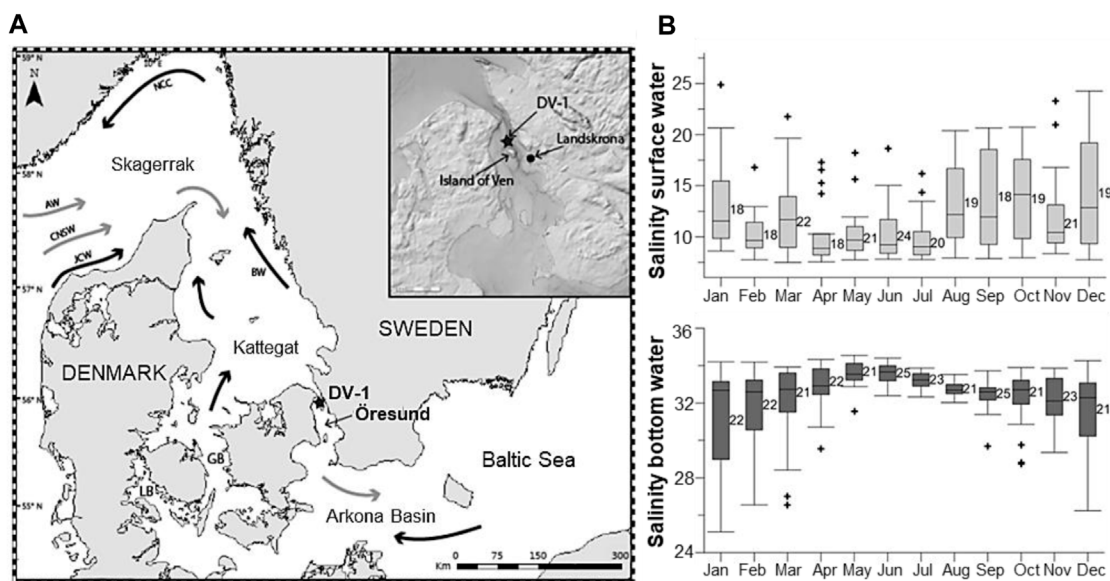 A
59° N
10° E
N
NCC
Skagerrak
58° N
AW
CNSW
JCW
BW
57° N
SWEDEN
DENMARK
Kattegat
56° N
DV-1
Öresund
GB
LB
Baltic Sea
55° N
Arkona Basin
Km
0 75 150 300
DV-1
Landskrona
Island of Ven
B
Salinity surface water
25
20
15
10
18 18 22 18 21 24 20 19 18 19 21 19
Jan Feb Mar Apr May Jun Jul Aug Sep Oct Nov Dec
Salinity bottom water
36
32
28
24
22 22 21 22 21 25 23 21 25 21 23 21
Jan Feb Mar Apr May Jun Jul Aug Sep Oct Nov Dec